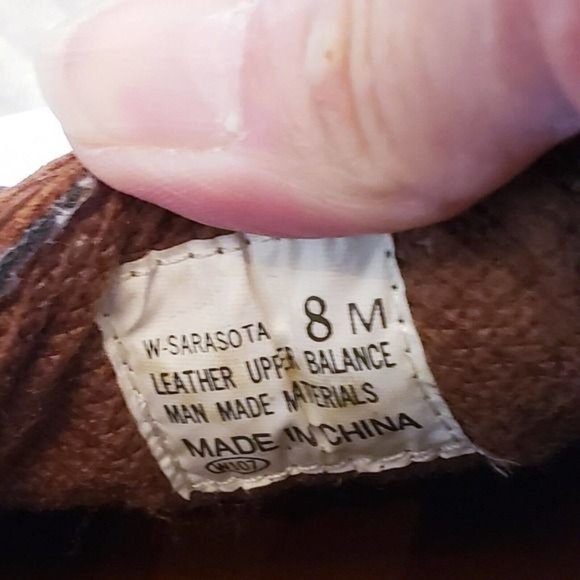 W-SARASOTA 8 M
LEATHER UPPER BALANCE
MAN MADE MATERIALS
MADE IN CHINA
W107